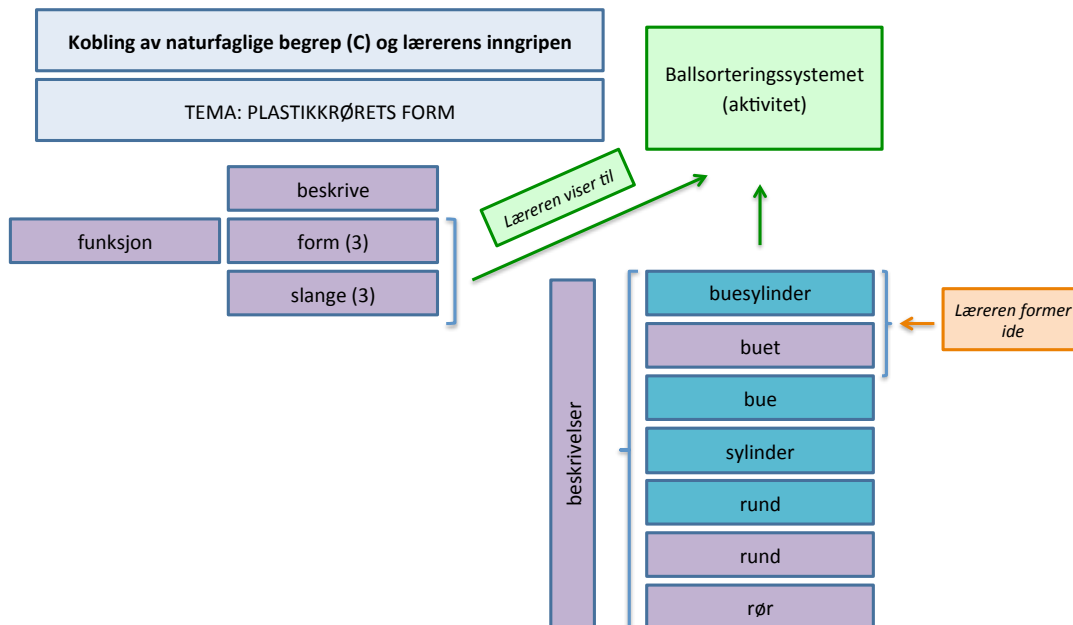 Kobling av naturfaglige begrep (C) og lærerens inngripen
TEMA: PLASTIKKRØRETS FORM
Ballsorteringssystemet
(aktivitet)
beskrive
funksjon
form (3)
slange (3)
Læreren viser til
beskrivelser
buesylinder
buet
bue
sylinder
rund
rund
rør
Læreren former
ide